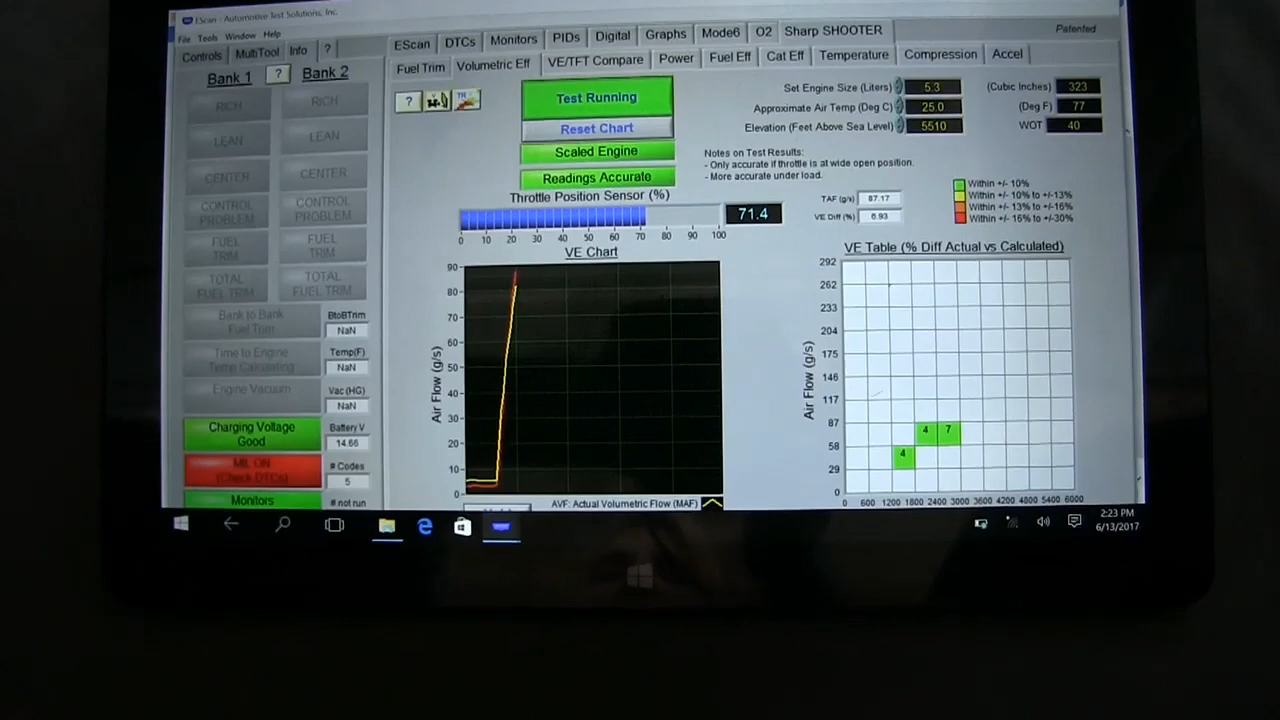 EScan - Automotive Test Solutions, Inc.
File Tools Window Help
Controls MultiTool Info ?
EScan DTCs Monitors PIDs Digital Graphs Mode6 O2 Sharp SHOOTER
Patented
Fuel Trim Volumetric Eff VE/TFT Compare Power Fuel Eff Cat Eff Temperature Compression Accel
Bank 1 ? Bank 2
RICH RICH
LEAN LEAN
CENTER CENTER
CONTROL PROBLEM CONTROL PROBLEM
FUEL TRIM FUEL TRIM
TOTAL FUEL TRIM TOTAL FUEL TRIM
Bank to Bank Fuel Trim
BtoBTrim
NaN
Time to Engine Temp Calculating
Temp(F)
NaN
Engine Vacuum
Vac (HG)
NaN
Charging Voltage Good
Battery V
14.66
MIL ON (Check DTCs)
# Codes
5
Monitors
# not run
?
Test Running
Reset Chart
Scaled Engine
Readings Accurate
Set Engine Size (Liters) 5.3 (Cubic Inches) 323
Approximate Air Temp (Deg C) 25.0 (Deg F) 77
Elevation (Feet Above Sea Level) 5510 WOT 40
Notes on Test Results:
- Only accurate if throttle is at wide open position.
- More accurate under load.
TAF (g/s) 87.17
VE Diff (%) 6.93
Within +/- 10%
Within +/- 10% to +/-13%
Within +/- 13% to +/-16%
Within +/- 16% to +/-30%
Throttle Position Sensor (%)
71.4
0 10 20 30 40 50 60 70 80 90 100
VE Chart
Air Flow (g/s)
90
80
70
60
50
40
30
20
10
0
AVF: Actual Volumetric Flow (MAF)
VE Table (% Diff Actual vs Calculated)
Air Flow (g/s)
292
262
233
204
175
146
117
87
58
29
0
4 7
4
0 600 1200 1800 2400 3000 3600 4200 4800 5400 6000
2:23 PM
6/13/2017